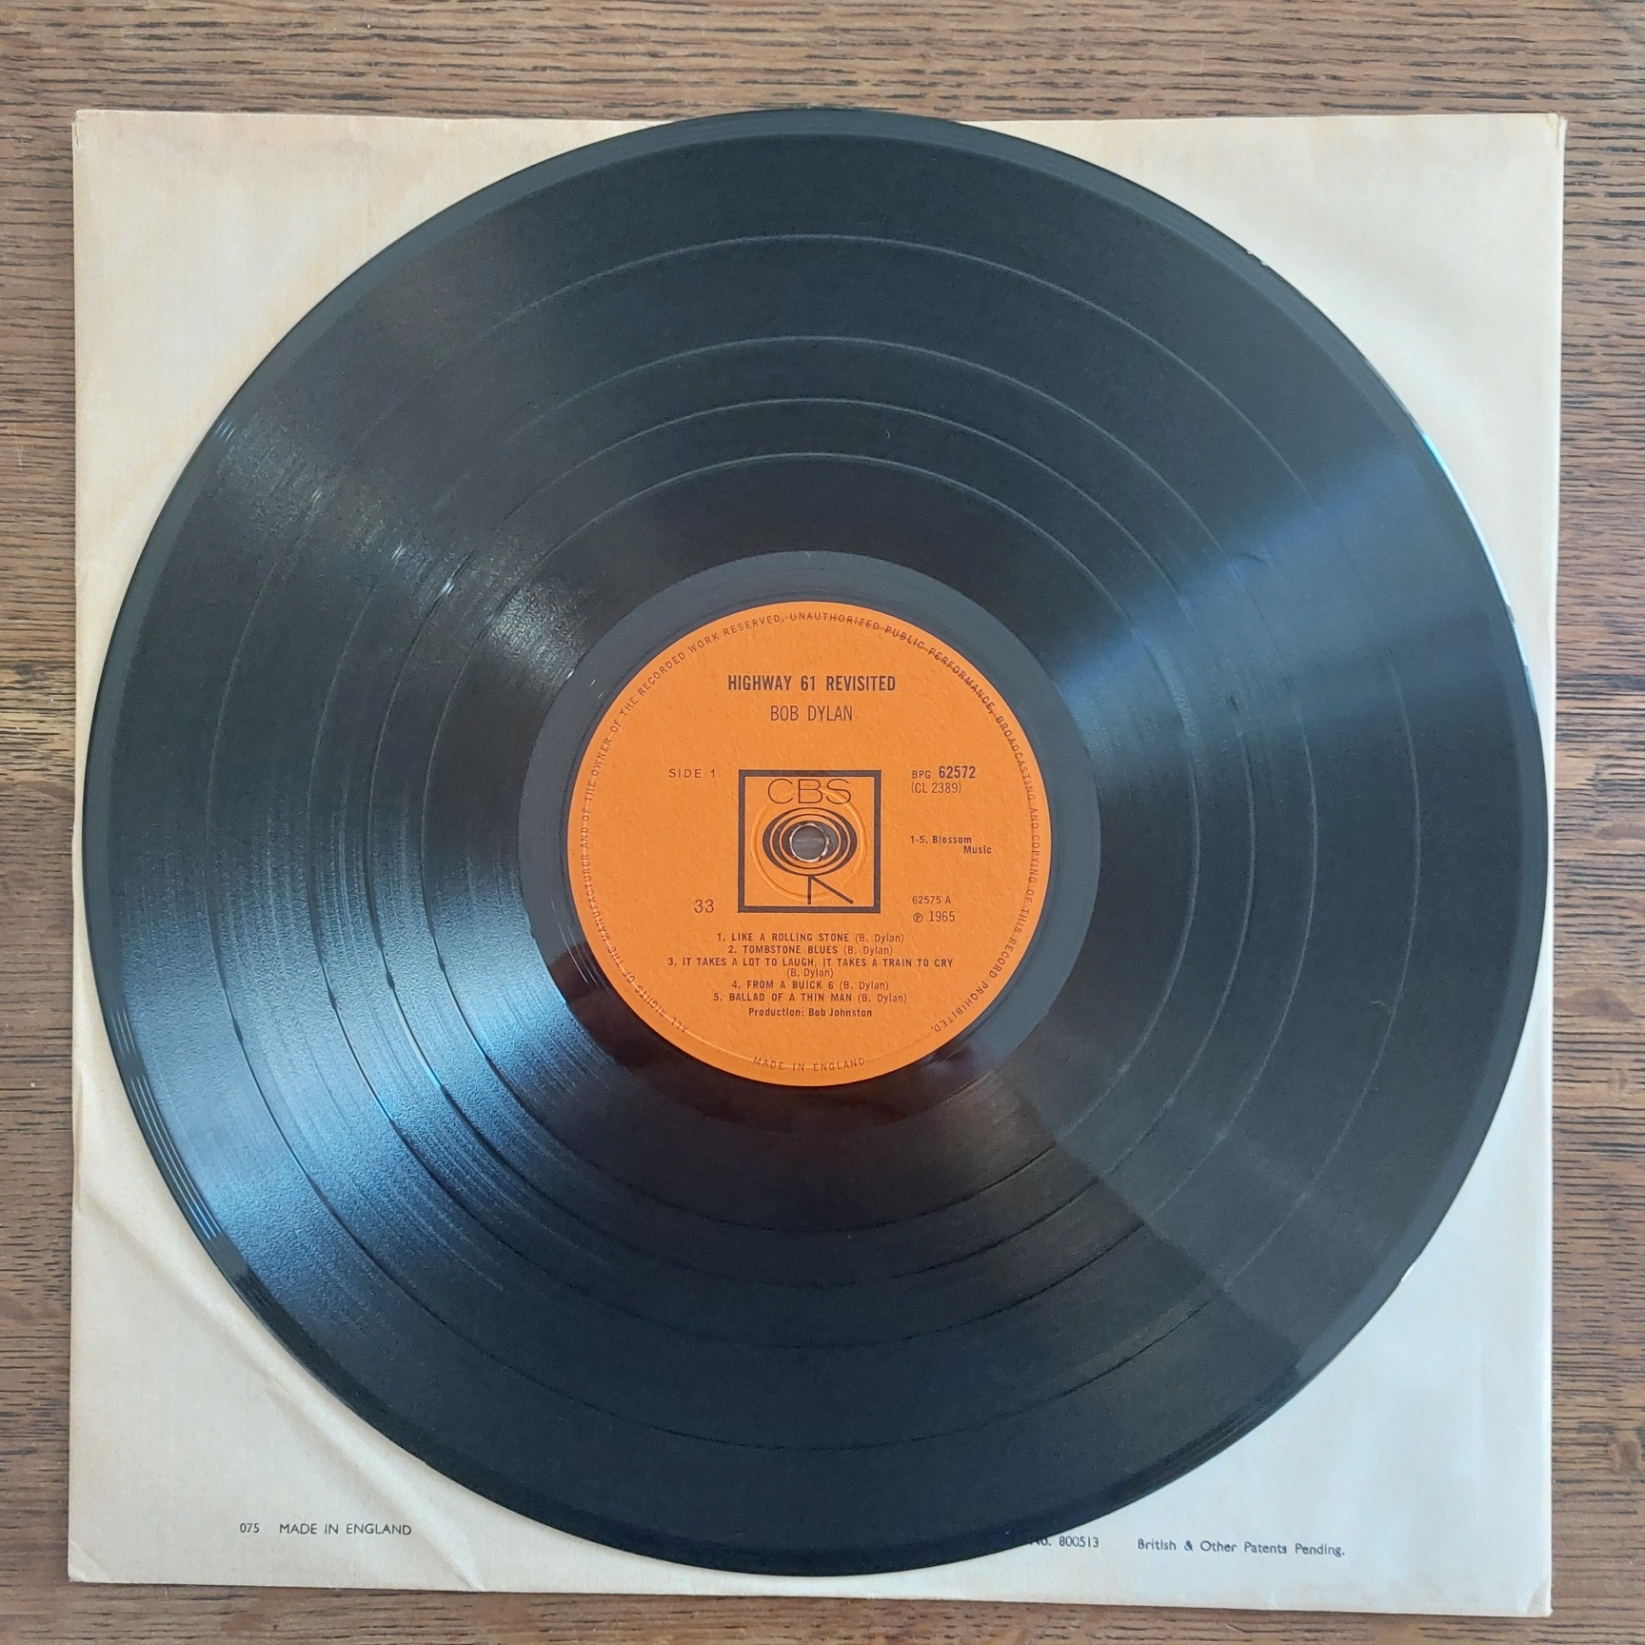 ALL RIGHTS OF THE MANUFACTURER AND OF THE OWNER OF THE RECORDED WORK RESERVED. UNAUTHORIZED PUBLIC PERFORMANCE, BROADCASTING AND COPYING OF THIS RECORD PROHIBITED.
HIGHWAY 61 REVISITED
BOB DYLAN
SIDE 1
BPG 62572
(CL 2389)
CBS
1-5. Blossom
Music
33
62575 A
℗ 1965
1. LIKE A ROLLING STONE (B. Dylan)
2. TOMBSTONE BLUES (B. Dylan)
3. IT TAKES A LOT TO LAUGH, IT TAKES A TRAIN TO CRY
(B. Dylan)
4. FROM A BUICK 6 (B. Dylan)
5. BALLAD OF A THIN MAN (B. Dylan)
Production: Bob Johnston
MADE IN ENGLAND
075 MADE IN ENGLAND
No. 800513 British & Other Patents Pending.